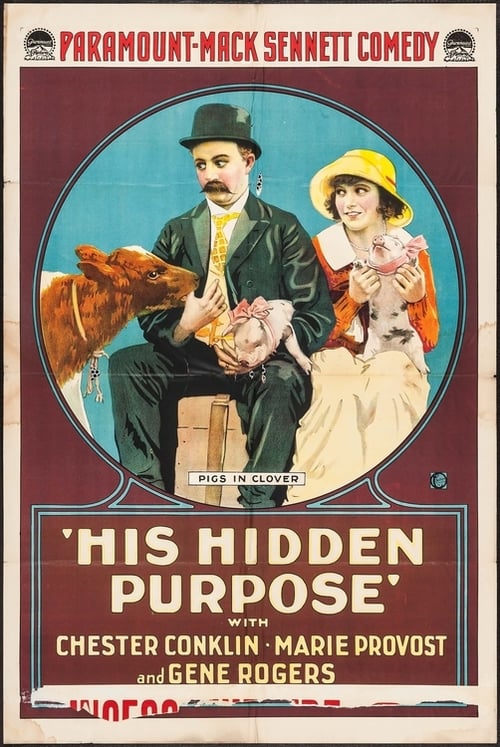 PARAMOUNT-MACK SENNETT COMEDY
PIGS IN CLOVER
'HIS HIDDEN
PURPOSE'
WITH
CHESTER CONKLIN · MARIE PROVOST
and GENE ROGERS